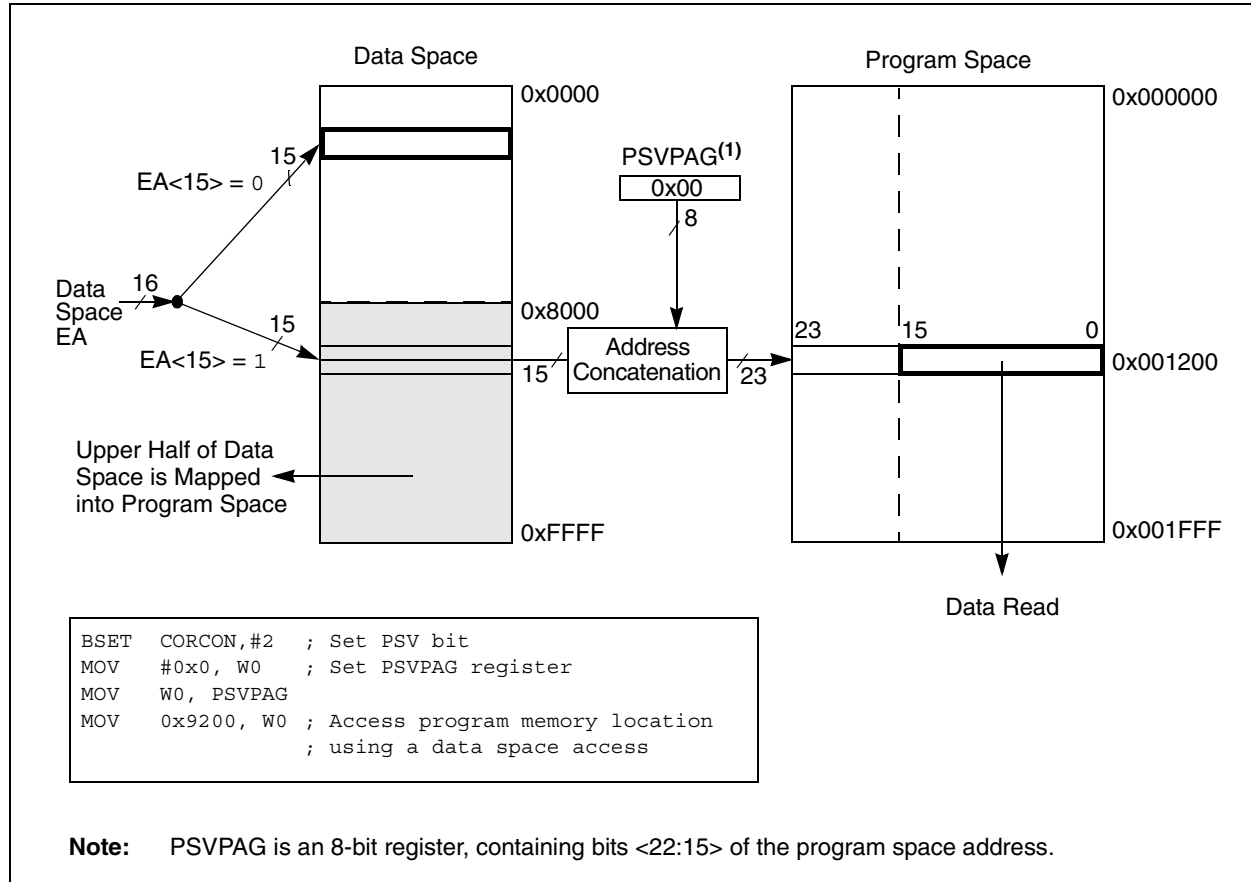 Data Space
Program Space
0x0000
0x000000
15
EA<15> = 0
PSVPAG(1)
0x00
8
16
Data
Space
EA
15
EA<15> = 1
0x8000
15
Address
Concatenation
23
23 15 0
0x001200
Upper Half of Data
Space is Mapped
into Program Space
0xFFFF
0x001FFF
Data Read
BSET CORCON,#2 ; Set PSV bit
MOV #0x0, W0 ; Set PSVPAG register
MOV W0, PSVPAG
MOV 0x9200, W0 ; Access program memory location
; using a data space access
Note: PSVPAG is an 8-bit register, containing bits <22:15> of the program space address.